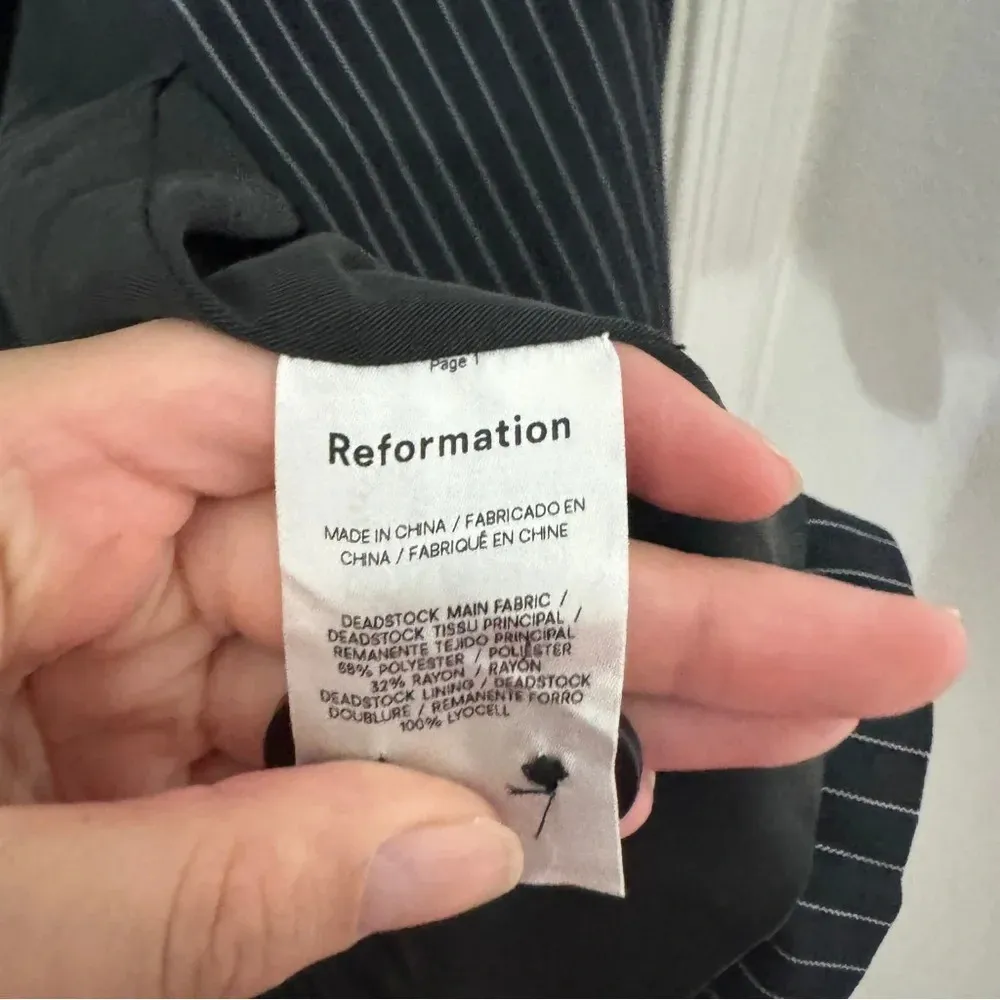 Page 1
Reformation
MADE IN CHINA / FABRICADO EN
CHINA / FABRIQUÉ EN CHINE
DEADSTOCK MAIN FABRIC /
DEADSTOCK TISSU PRINCIPAL /
REMANENTE TEJIDO PRINCIPAL
68% POLYESTER / POLIÉSTER
32% RAYON / RAYÓN
DEADSTOCK LINING / DEADSTOCK
DOUBLURE / REMANENTE FORRO
100% LYOCELL